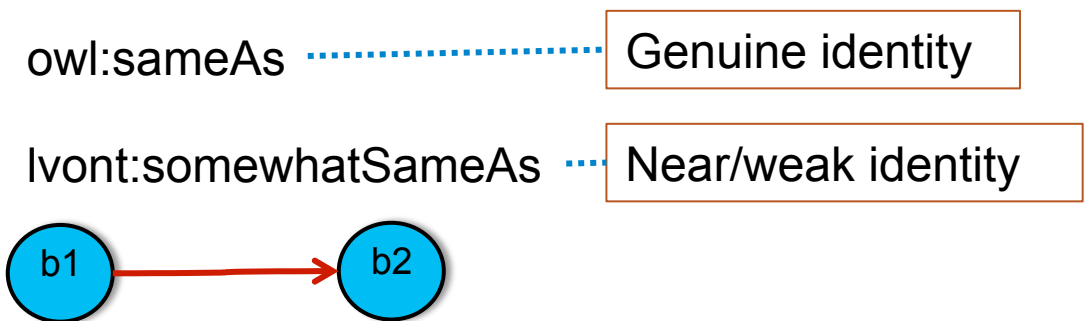 owl:sameAs Genuine identity
lvont:somewhatSameAs Near/weak identity
b1 b2